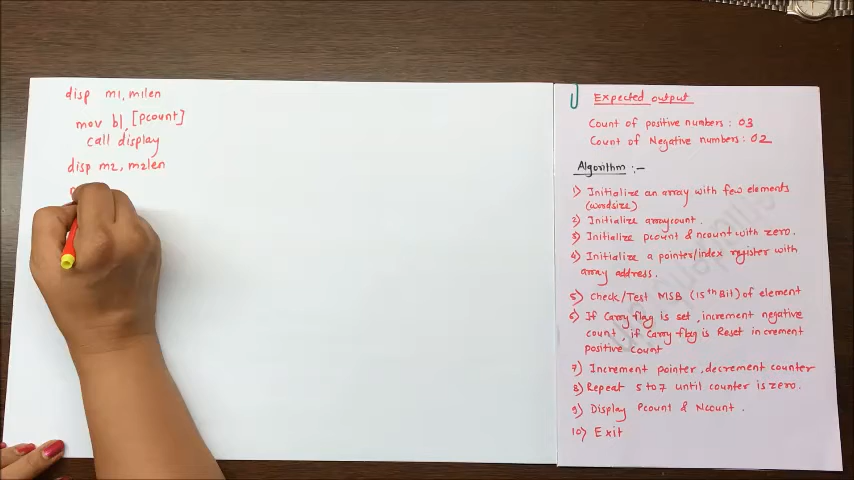 disp m1, m1len
mov bl, [pcount]
call display
disp m2, m2len
Expected output
Count of positive numbers : 03
Count of Negative numbers : 02
Algorithm :-
1) Initialize an array with few elements
(wordsize)
2) Initialize arraycount.
3) Initialize pcount & ncount with zero.
4) Initialize a pointer/index register with
array address.
5) Check/Test MSB (15th Bit) of element
6) If Carry flag is set, increment negative
count. if Carry flag is Reset increment
positive count
7) Increment pointer, decrement counter
8) Repeat 5 to 7 until counter is zero.
9) Display Pcount & Ncount.
10) Exit